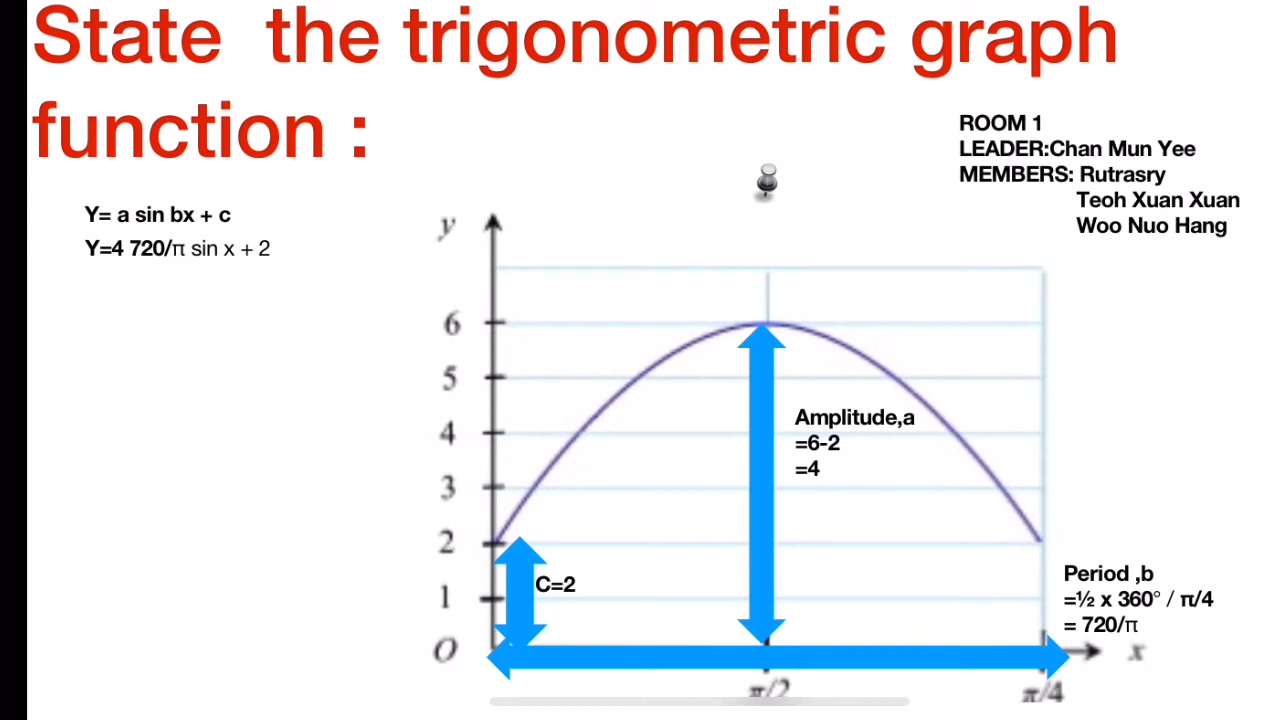 State the trigonometric graph
function :
ROOM 1
LEADER:Chan Mun Yee
MEMBERS: Rutrasry
Teoh Xuan Xuan
Woo Nuo Hang
Y= a sin bx + c
Y=4 720/π sin x + 2
y
6
5
4
3
2
1
O
Amplitude,a
=6-2
=4
C=2
Period ,b
=½ x 360° / π/4
= 720/π
x
π/2
π/4